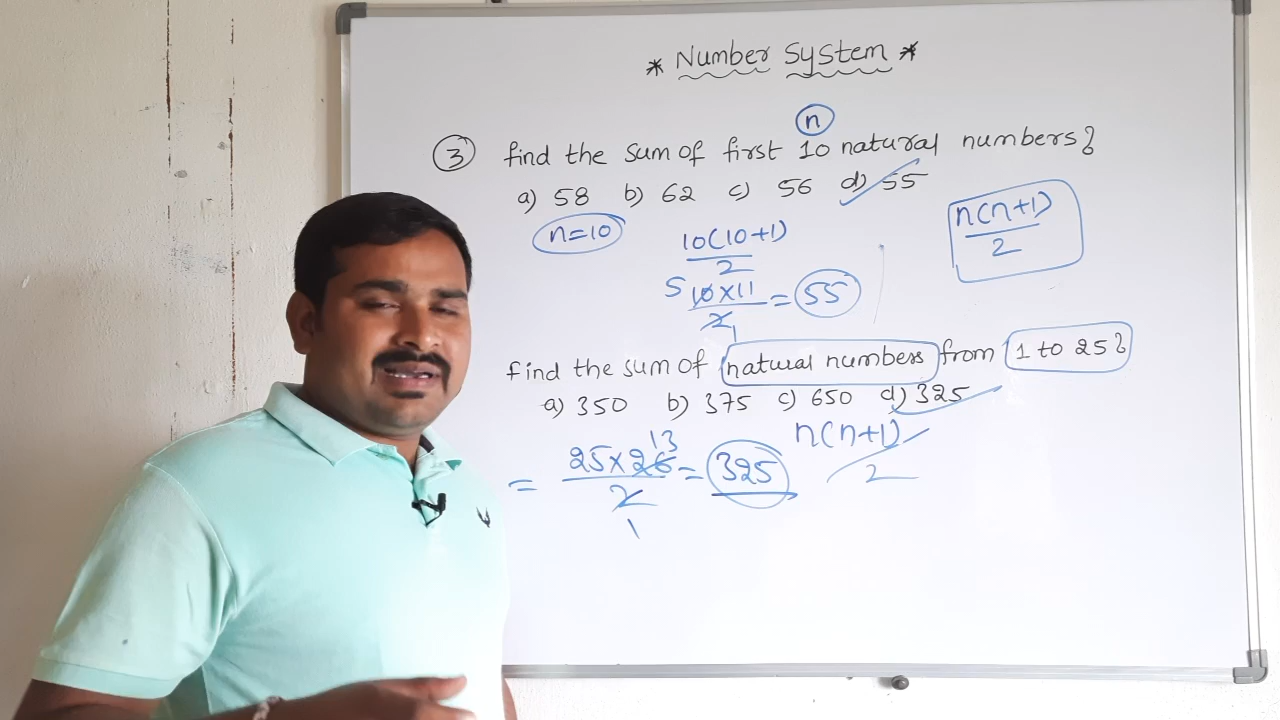 * Number System *
n
③ find the sum of first 10 natural numbers?
a) 58 b) 62 c) 56 d) 55
n=10
10(10+1)
2
n(n+1)
2
5 10×11 = 55
2 1
find the sum of natural numbers from 1 to 25?
a) 350 b) 375 c) 650 d) 325
n(n+1)
2
13
= 25×26 = 325
2
1